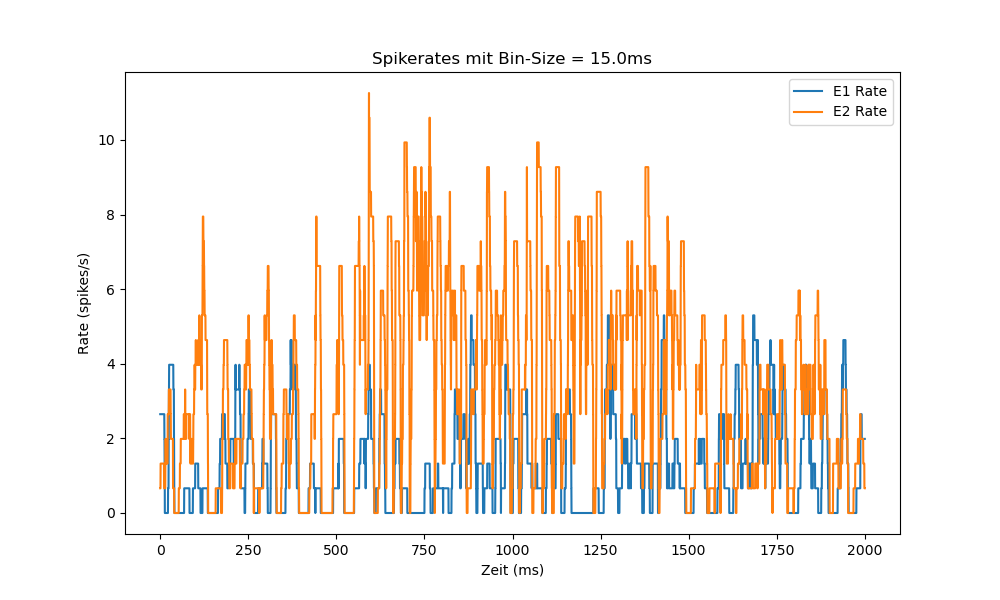 Spikerates mit Bin-Size = 15.0ms
E1 Rate
E2 Rate
Rate (spikes/s)
10
8
6
4
2
0
0 250 500 750 1000 1250 1500 1750 2000
Zeit (ms)